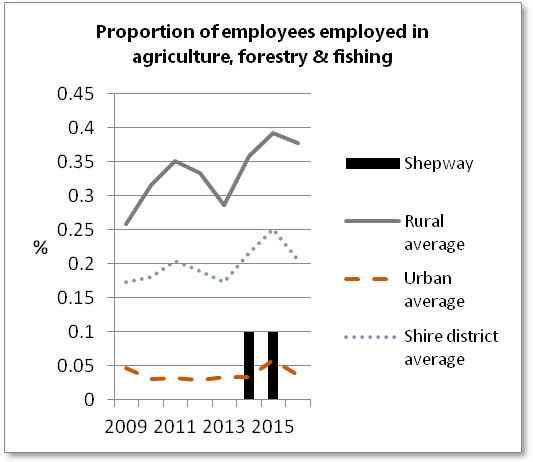 Proportion of employees employed in
agriculture, forestry & fishing
0.45
0.4
0.35
0.3
0.25
0.2
0.15
0.1
0.05
0
%
2009 2011 2013 2015
Shepway
Rural
average
Urban
average
Shire district
average